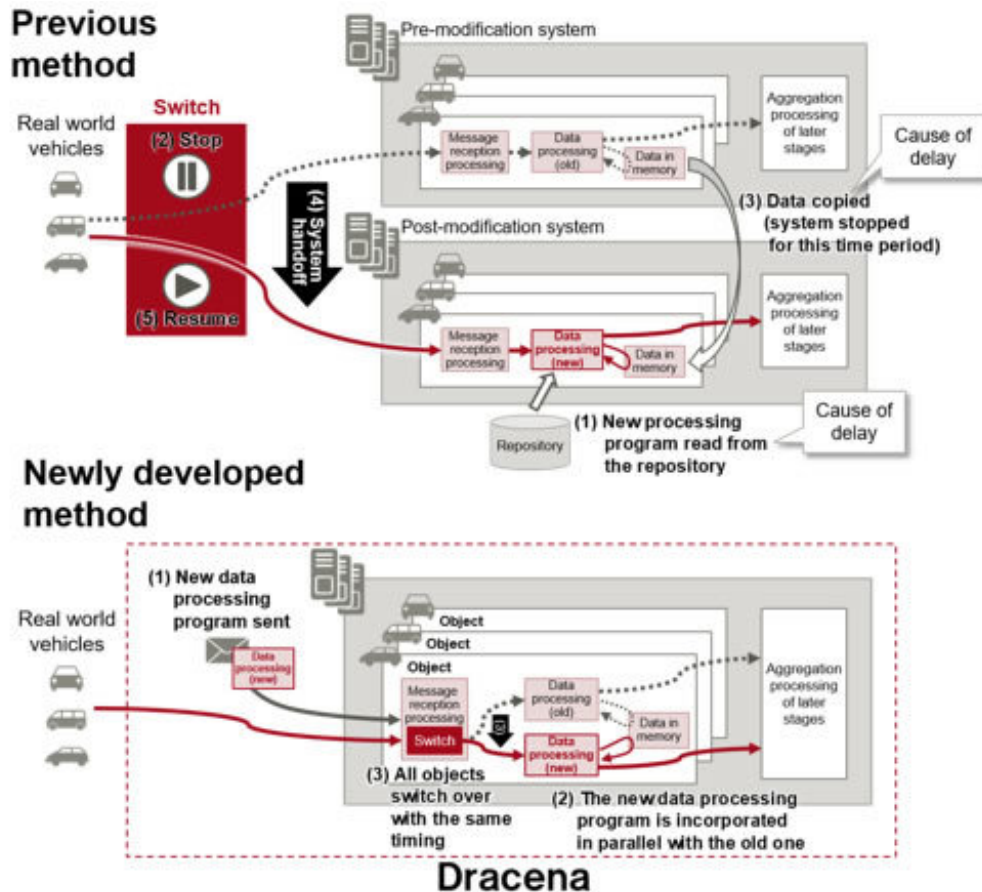 Previous
method
Pre-modification system
Real world
vehicles
Switch
(2) Stop
Message
reception
processing
Data
processing
(old)
Data in
memory
Aggregation
processing
of later
stages
Cause of
delay
(3) Data copied
(system stopped
for this time period)
(4) System
handoff
Post-modification system
(5) Resume
Message
reception
processing
Data
processing
(new)
Data in
memory
Aggregation
processing
of later
stages
Repository
(1) New processing
program read from
the repository
Cause of
delay
Newly developed
method
(1) New data
processing
program sent
Real world
vehicles
Data
processing
(new)
Object
Object
Object
Message
reception
processing
Switch
Data
processing
(old)
Data in
memory
(3)
Data
processing
(new)
Aggregation
processing
of later
stages
(3) All objects
switch over
with the same
timing
(2) The new data processing
program is incorporated
in parallel with the old one
Dracena